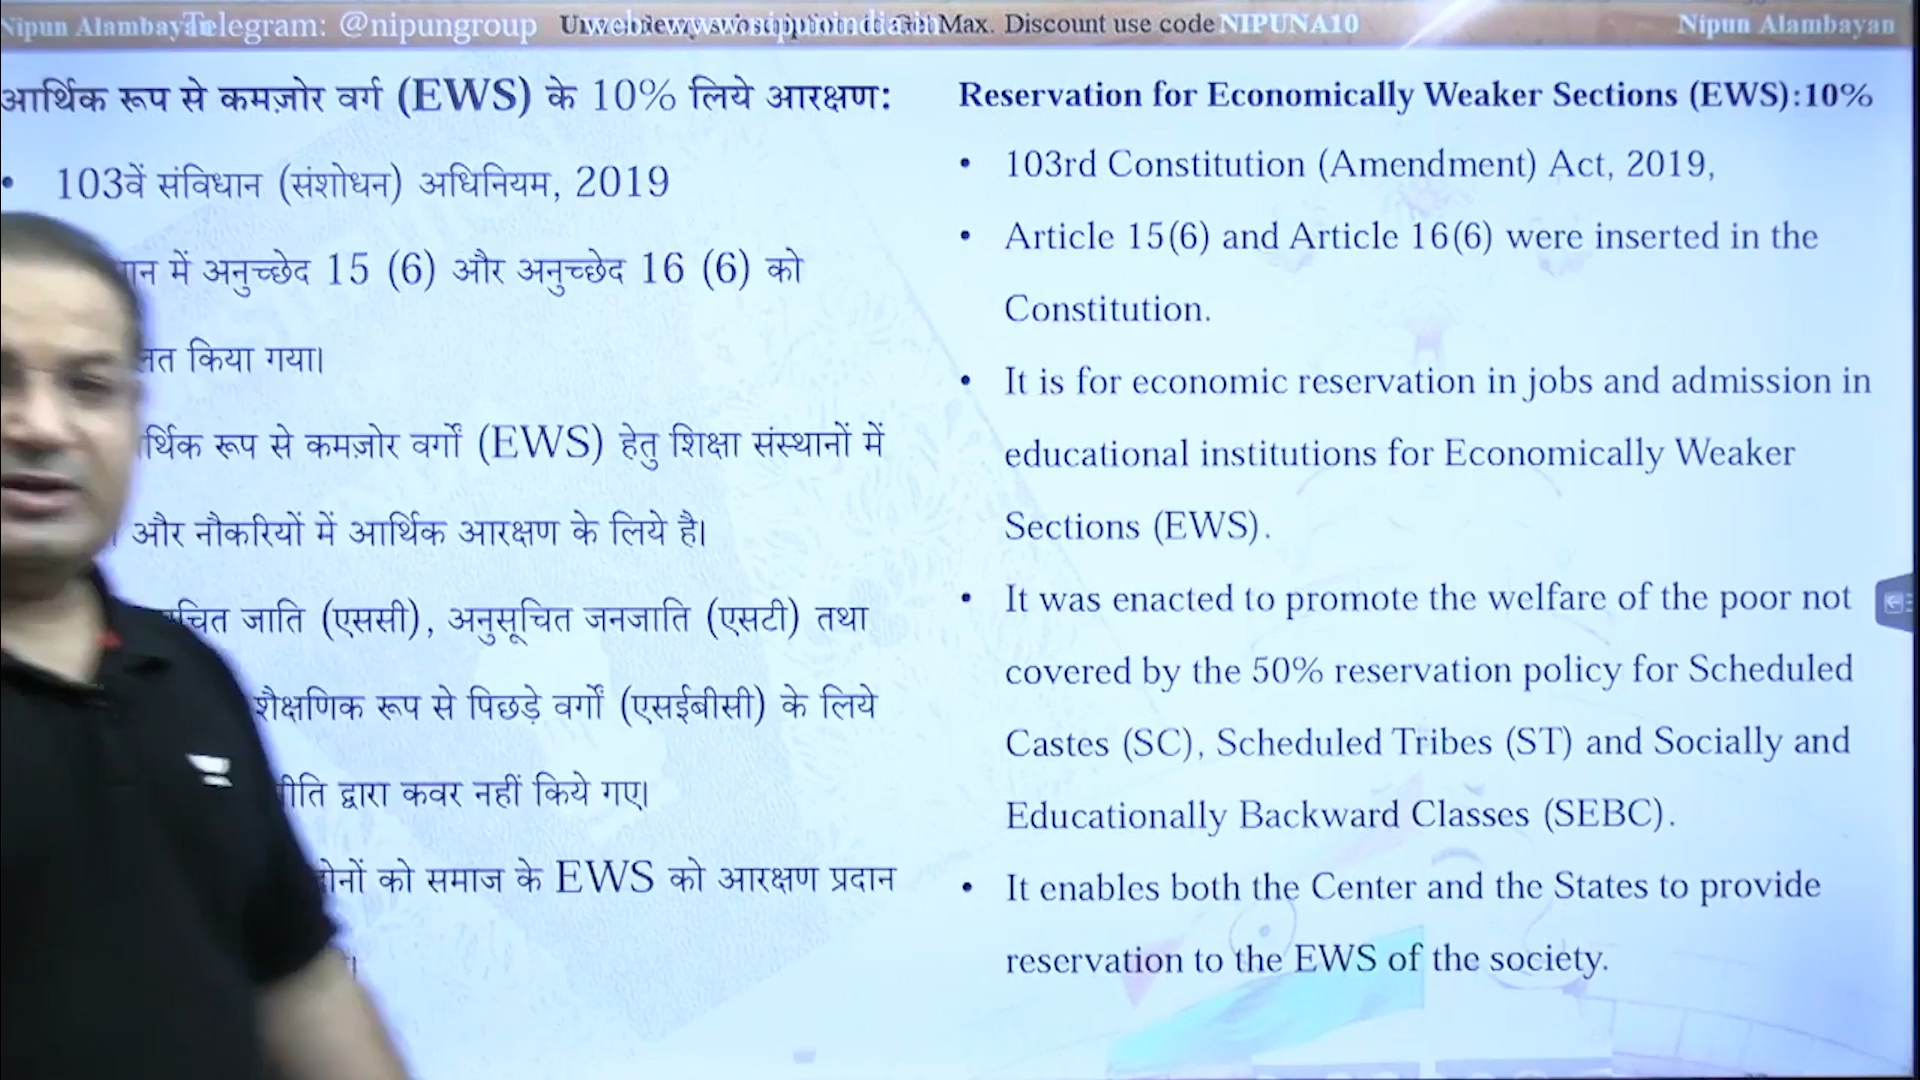 Nipun Alambayan
Telegram: @nipungroup
Max. Discount use code NIPUNA10
Nipun Alambayan
आर्थिक रूप से कमज़ोर वर्ग (EWS) के 10% लिये आरक्षण:
• 103वें संविधान (संशोधन) अधिनियम, 2019
में अनुच्छेद 15 (6) और अनुच्छेद 16 (6) को
किया गया।
रूप से कमज़ोर वर्गों (EWS) हेतु शिक्षा संस्थानों में
और नौकरियों में आर्थिक आरक्षण के लिये है।
जाति (एससी), अनुसूचित जनजाति (एसटी) तथा
शैक्षणिक रूप से पिछड़े वर्गों (एसईबीसी) के लिये
द्वारा कवर नहीं किये गए।
को समाज के EWS को आरक्षण प्रदान
Reservation for Economically Weaker Sections (EWS):10%
• 103rd Constitution (Amendment) Act, 2019,
• Article 15(6) and Article 16(6) were inserted in the
Constitution.
• It is for economic reservation in jobs and admission in
educational institutions for Economically Weaker
Sections (EWS).
• It was enacted to promote the welfare of the poor not
covered by the 50% reservation policy for Scheduled
Castes (SC), Scheduled Tribes (ST) and Socially and
Educationally Backward Classes (SEBC).
• It enables both the Center and the States to provide
reservation to the EWS of the society.